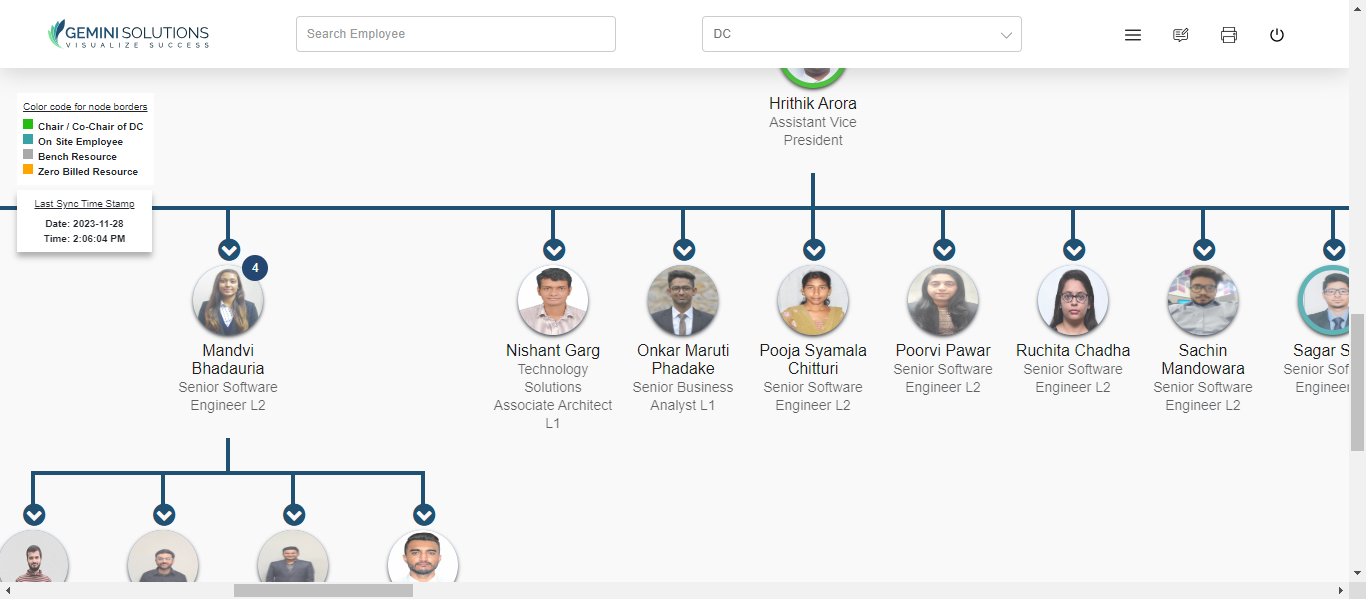 GEMINI SOLUTIONS
VISUALIZE SUCCESS
Search Employee
DC
Color code for node borders
Chair / Co-Chair of DC
On Site Employee
Bench Resource
Zero Billed Resource
Last Sync Time Stamp
Date: 2023-11-28
Time: 2:06:04 PM
Hrithik Arora
Assistant Vice
President
4
Mandvi
Bhadauria
Senior Software
Engineer L2
Nishant Garg
Technology
Solutions
Associate Architect
L1
Onkar Maruti
Phadake
Senior Business
Analyst L1
Pooja Syamala
Chitturi
Senior Software
Engineer L2
Poorvi Pawar
Senior Software
Engineer L2
Ruchita Chadha
Senior Software
Engineer L2
Sachin
Mandowara
Senior Software
Engineer L2
Sagar S
Senior Sof
Engineer